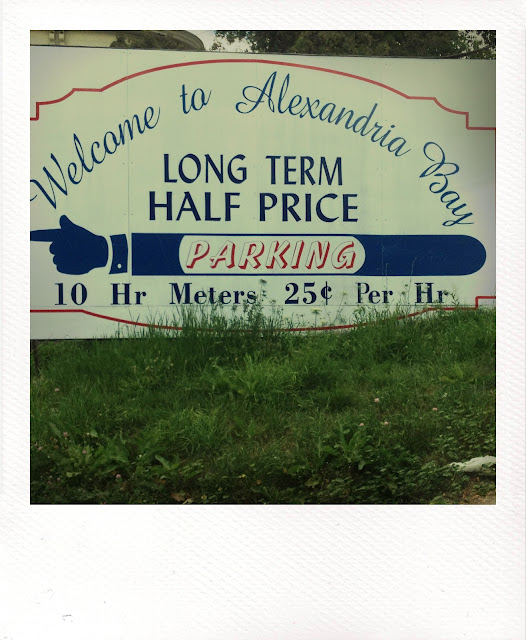 Welcome to Alexandria Bay
LONG TERM
HALF PRICE
PARKING
10 Hr Meters 25¢ Per Hr